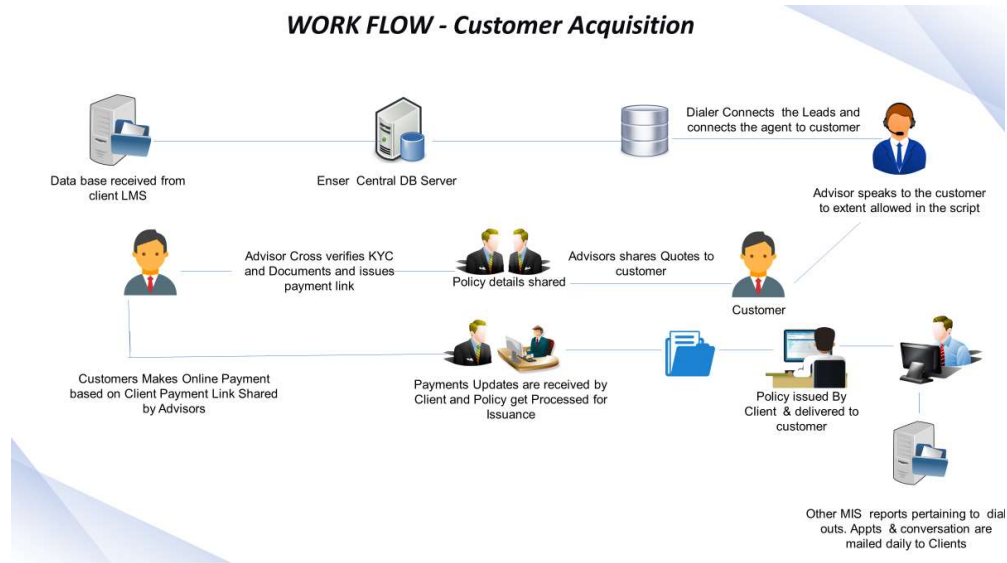 WORK FLOW - Customer Acquisition
Dialer Connects the Leads and
connects the agent to customer
Data base received from
client LMS
Enser Central DB Server
Advisor speaks to the customer
to extent allowed in the script
Advisor Cross verifies KYC
and Documents and issues
payment link
Policy details shared
Advisors shares Quotes to
customer
Customer
Customers Makes Online Payment
based on Client Payment Link Shared
by Advisors
Payments Updates are received by
Client and Policy get Processed for
Issuance
Policy issued By
Client & delivered to
customer
Other MIS reports pertaining to dial
outs. Appts & conversation are
mailed daily to Clients